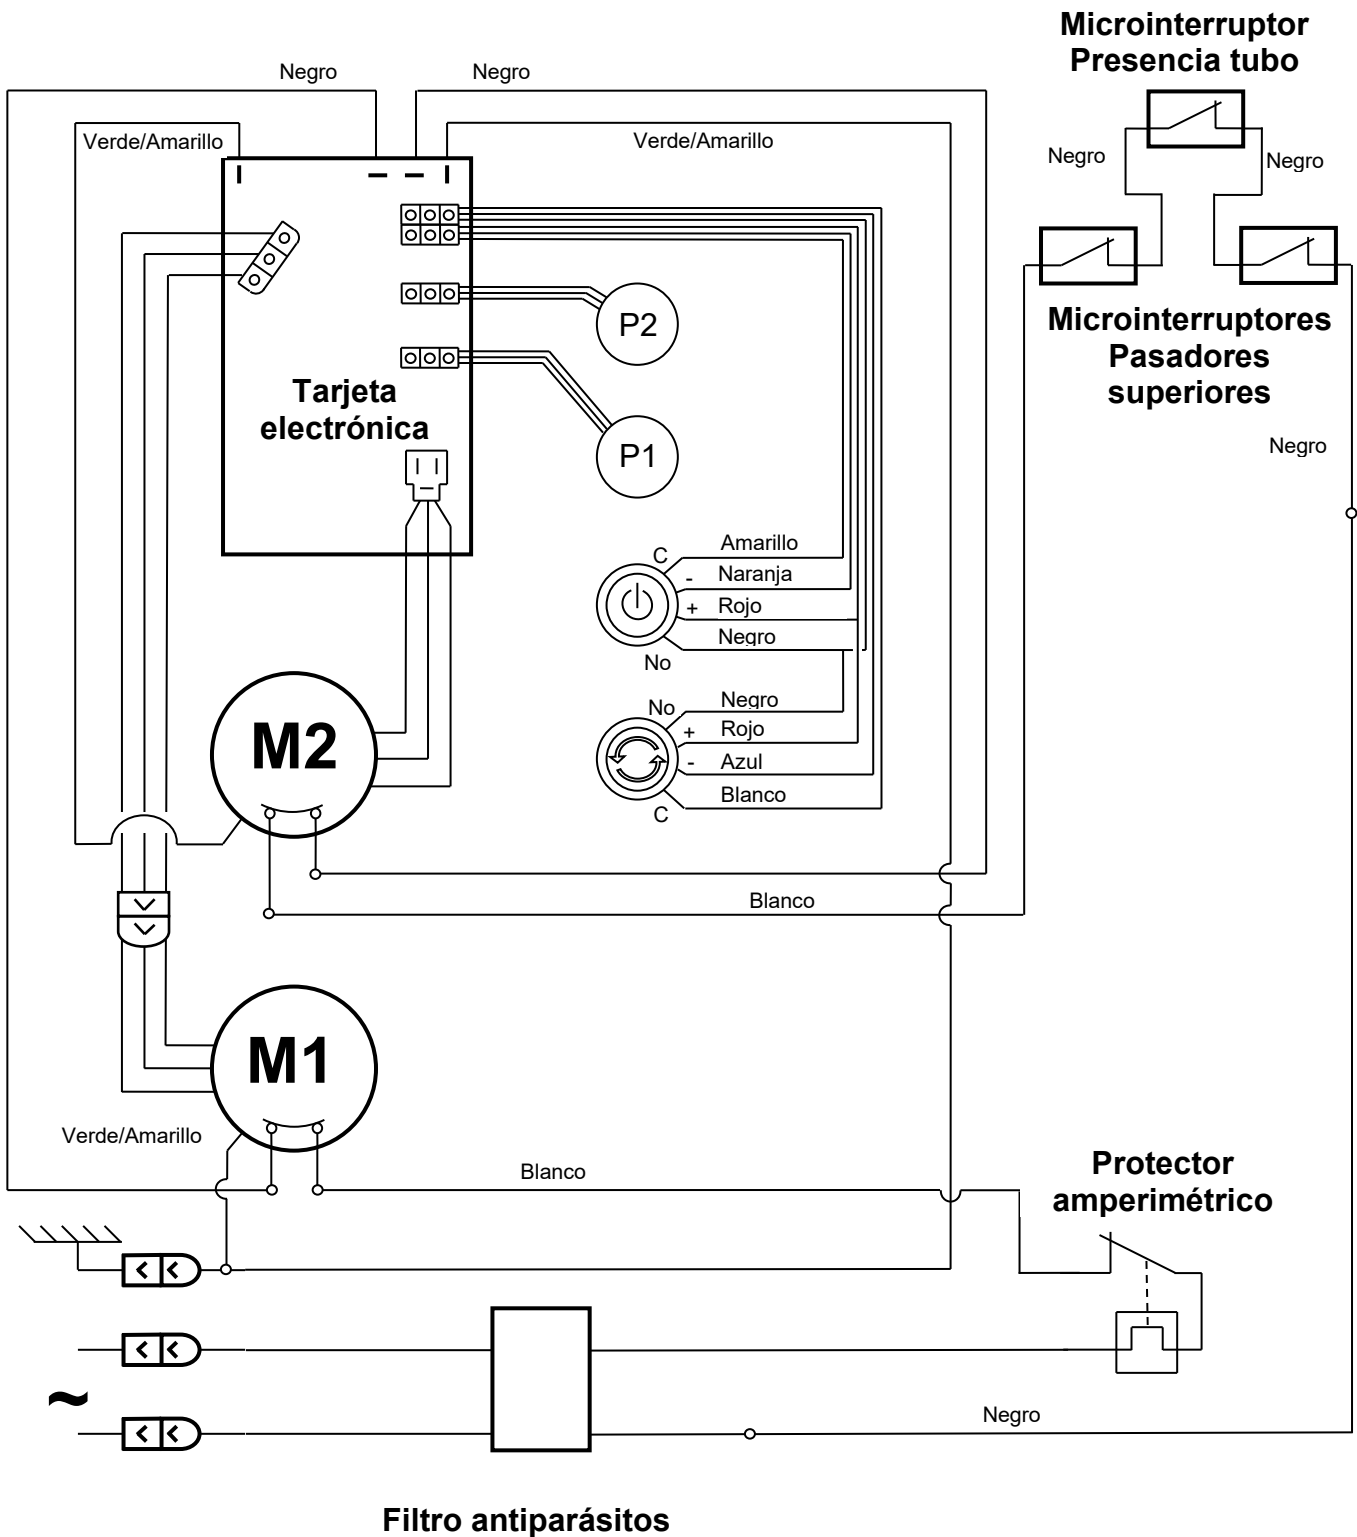 Microinterruptor
Presencia tubo
Negro
Negro
Verde/Amarillo
Verde/Amarillo
Negro
Negro
P2
Microinterruptores
Pasadores
superiores
Tarjeta
electrónica
P1
Negro
C
Amarillo
-
Naranja
+
Rojo
Negro
No
No
Negro
+
Rojo
-
Azul
Blanco
C
M2
Blanco
M1
Verde/Amarillo
Blanco
Protector
amperimétrico
~
Negro
Filtro antiparásitos